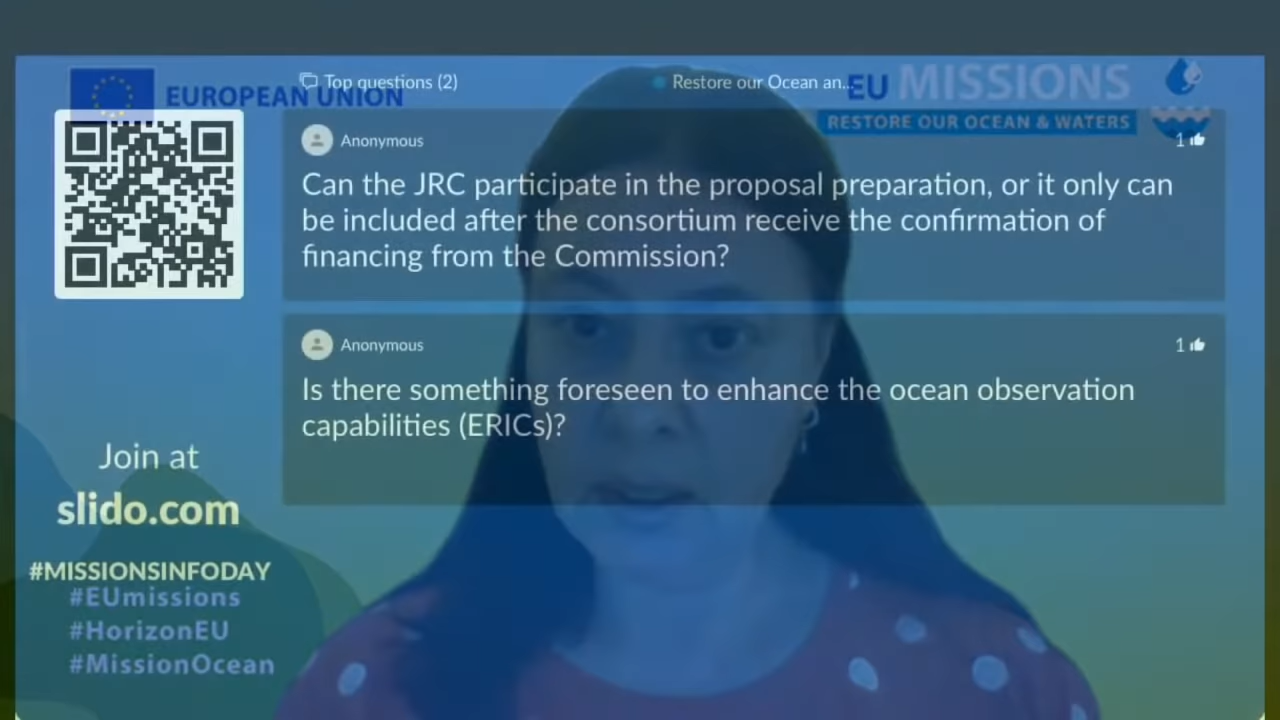 Top questions (2)
Restore our Ocean an...
EUROPEAN UNION
EU MISSIONS
RESTORE OUR OCEAN & WATERS
Anonymous
1
Can the JRC participate in the proposal preparation, or it only can
be included after the consortium receive the confirmation of
financing from the Commission?
Anonymous
1
Is there something foreseen to enhance the ocean observation
capabilities (ERICs)?
Join at
slido.com
#MISSIONSINFODAY
#EUmissions
#HorizonEU
#MissionOcean